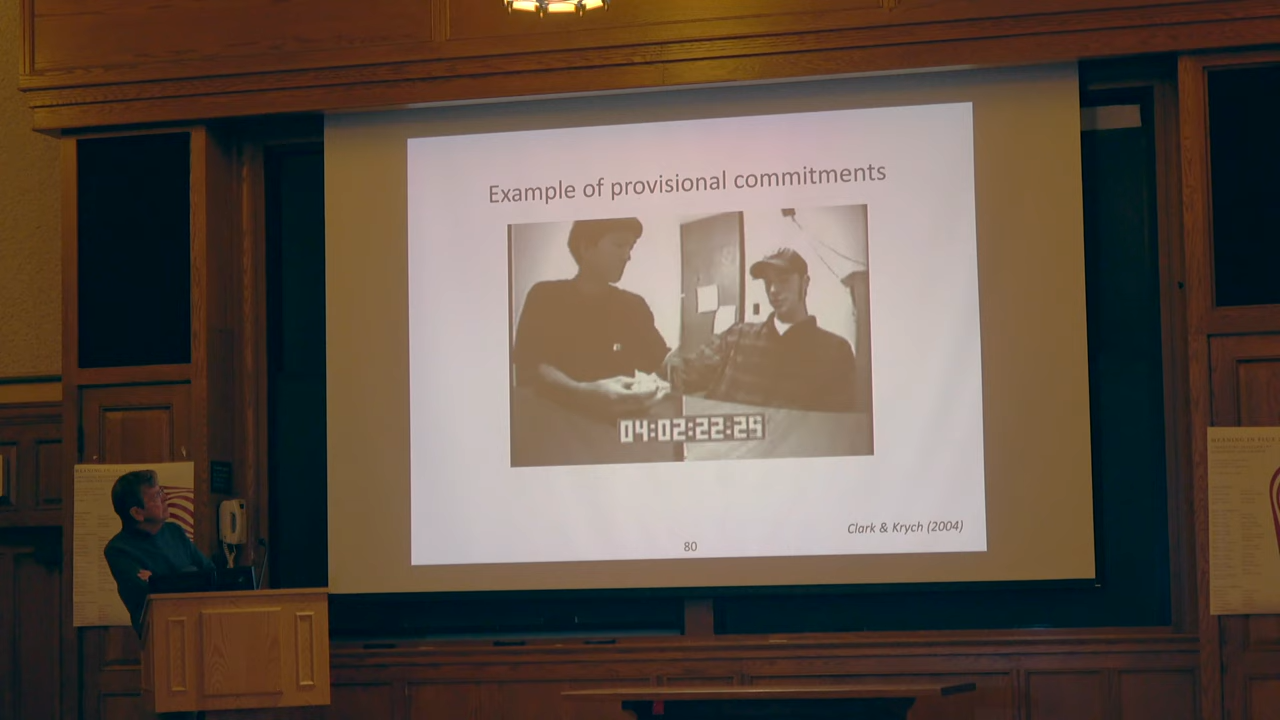 Example of provisional commitments
04:02:22:25
Clark & Krych (2004)
80